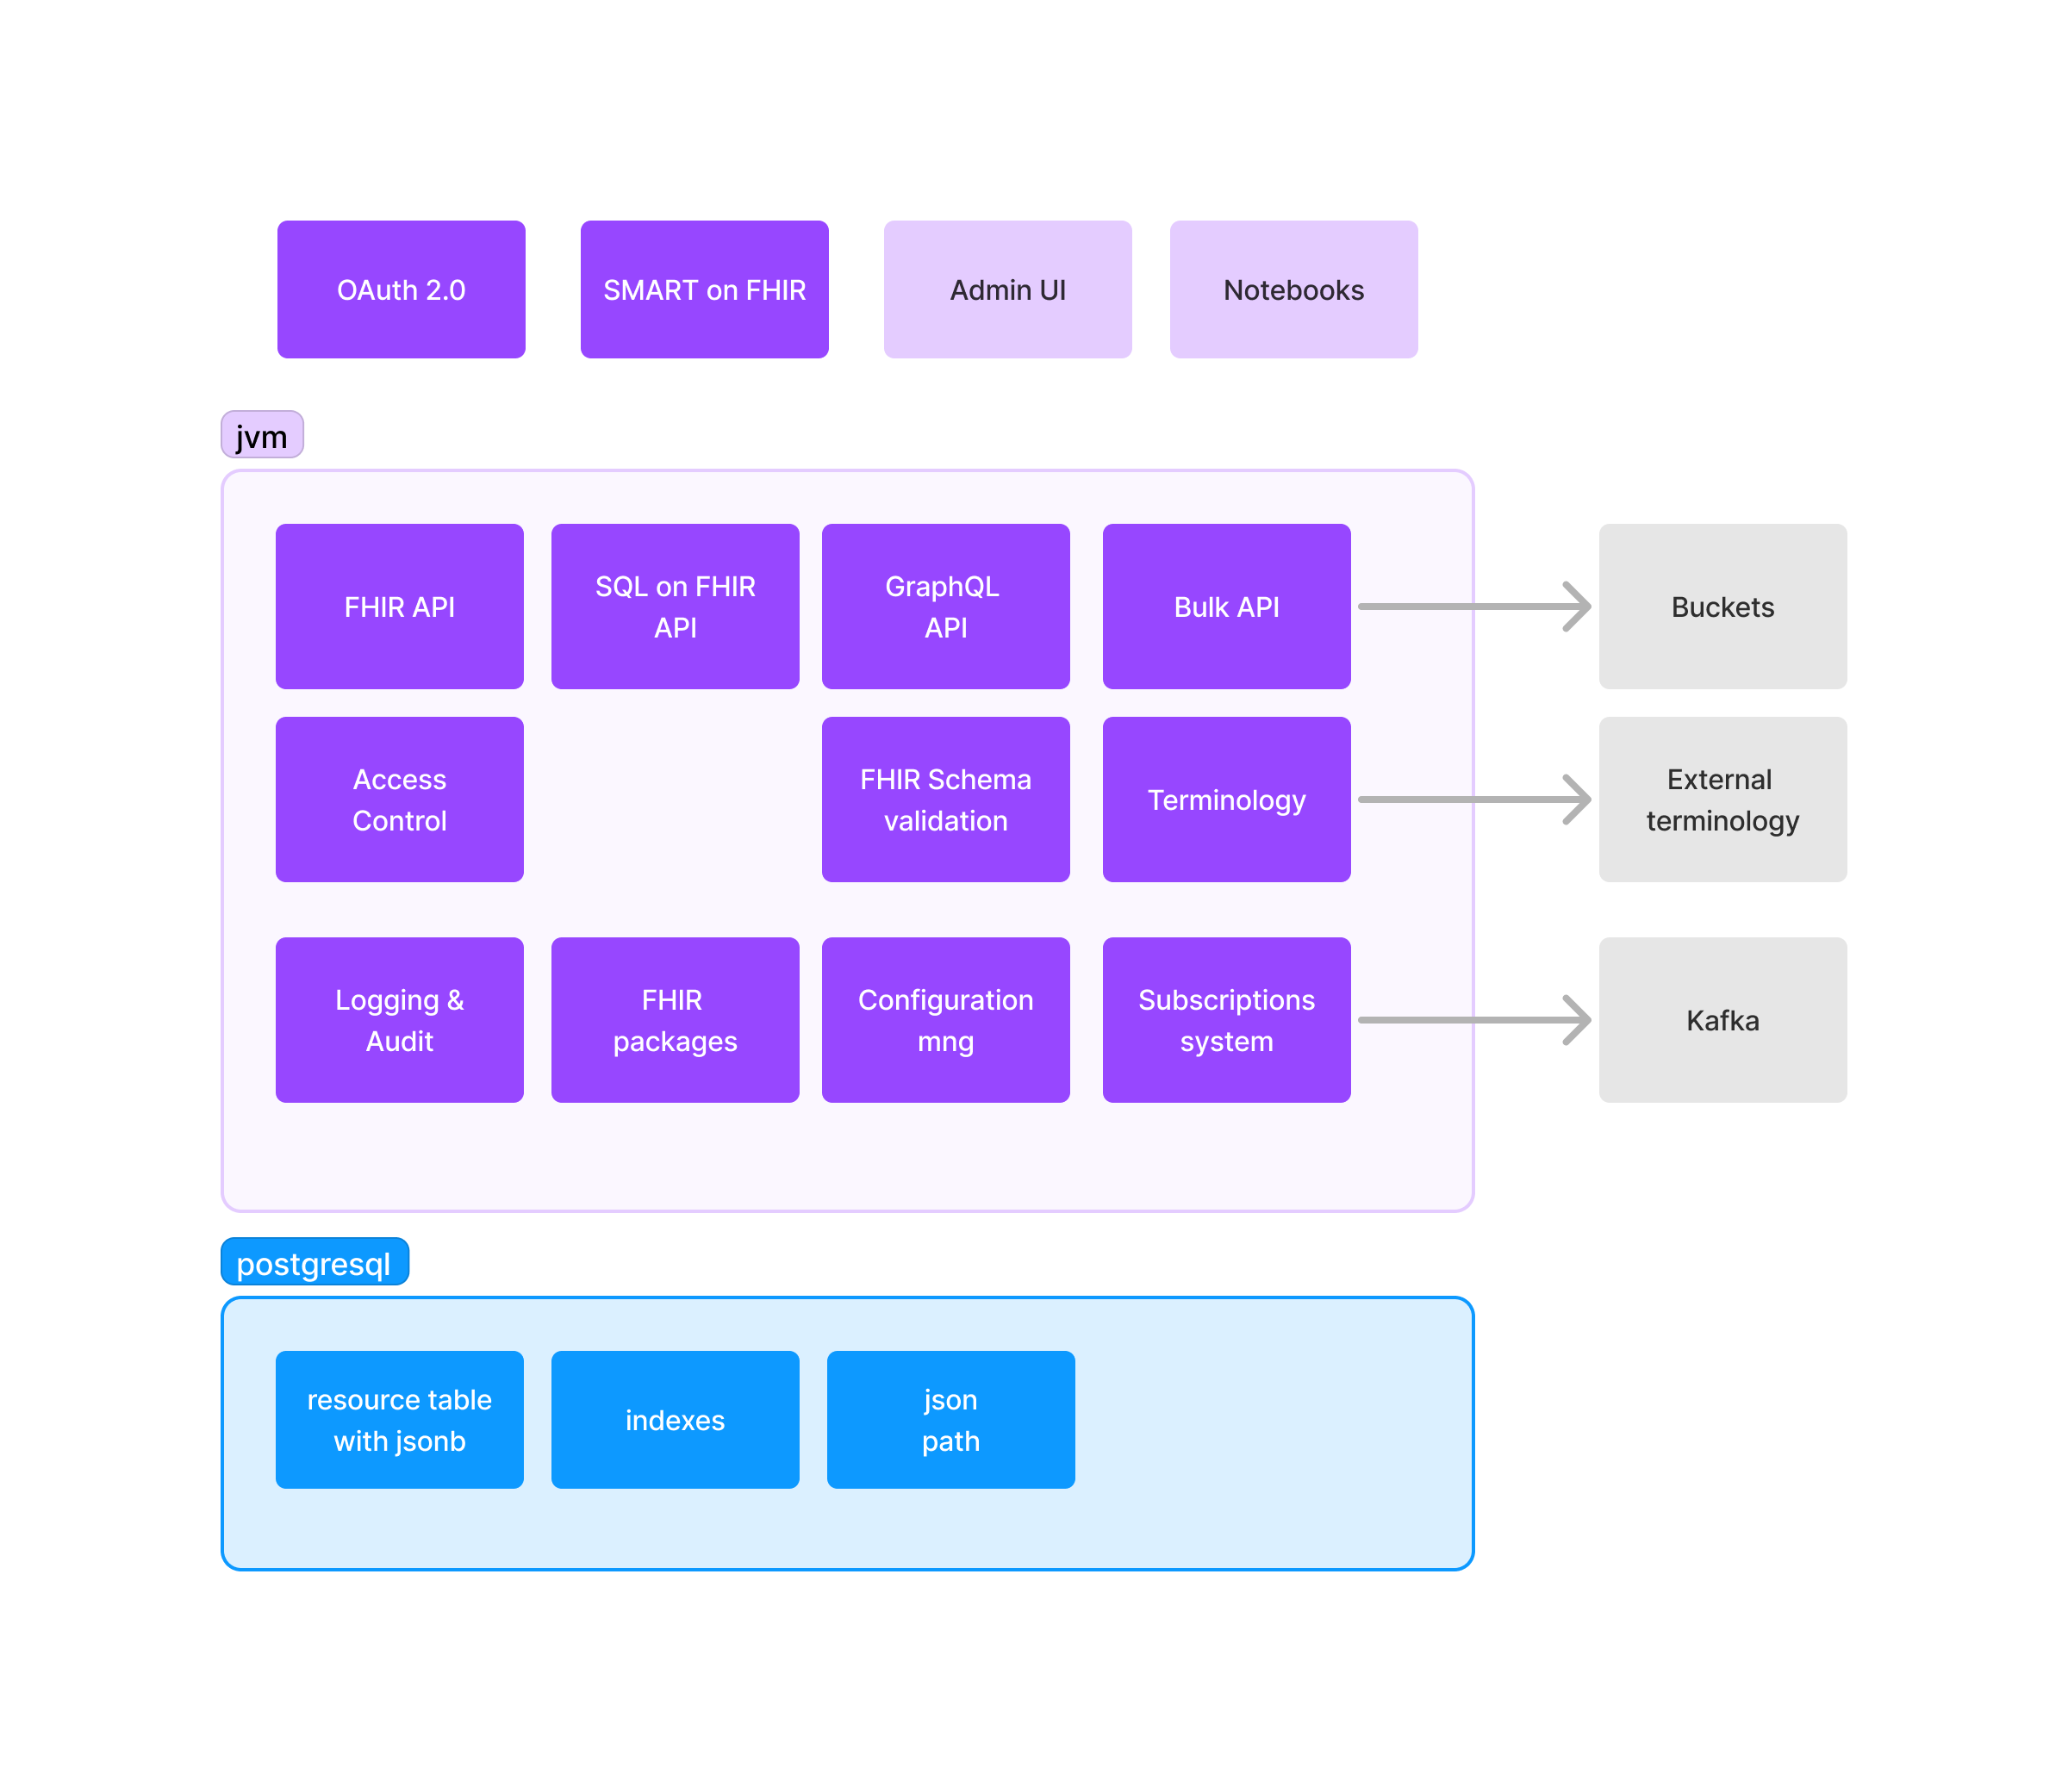 OAuth 2.0
SMART on FHIR
Admin UI
Notebooks
jvm
FHIR API
SQL on FHIR
API
GraphQL
API
Bulk API
Buckets
Access
Control
FHIR Schema
validation
Terminology
External
terminology
Logging &
Audit
FHIR
packages
Configuration
mng
Subscriptions
system
Kafka
postgresql
resource table
with jsonb
indexes
json
path